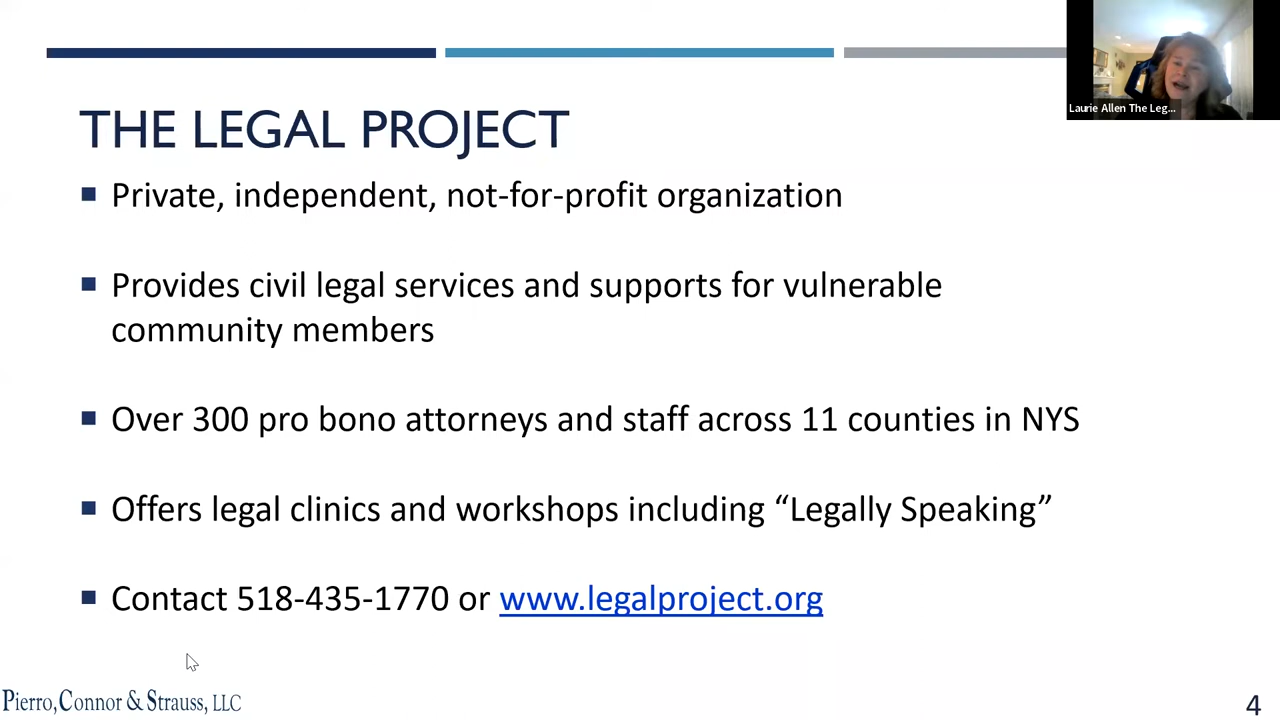 Laurie Allen The Leg...
THE LEGAL PROJECT
Private, independent, not-for-profit organization
Provides civil legal services and supports for vulnerable
community members
Over 300 pro bono attorneys and staff across 11 counties in NYS
Offers legal clinics and workshops including “Legally Speaking”
Contact 518-435-1770 or www.legalproject.org
Pierro, Connor & Strauss, LLC
4